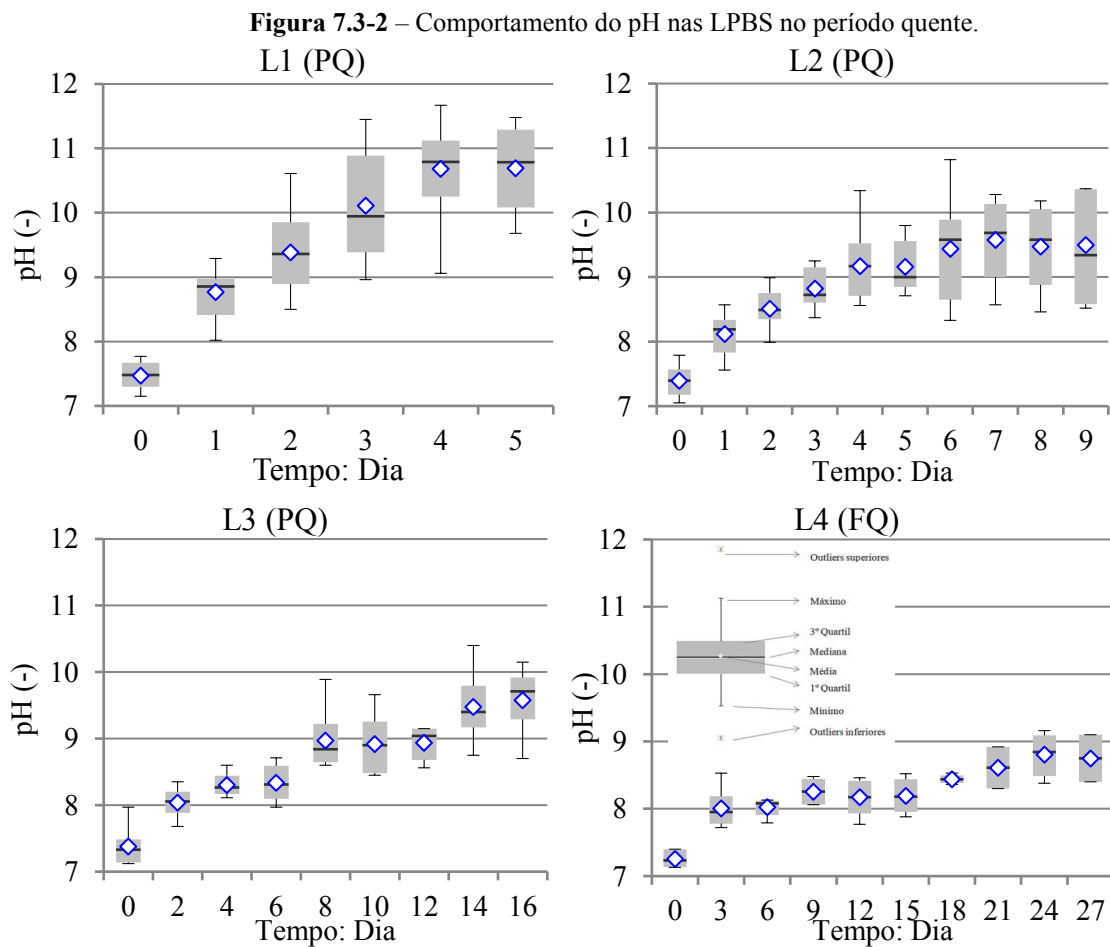 Figura 7.3-2 – Comportamento do pH nas LPBS no período quente.
L1 (PQ)
12
11
10
9
8
7
pH (-)
0 1 2 3 4 5
Tempo: Dia
L2 (PQ)
12
11
10
9
8
7
pH (-)
0 1 2 3 4 5 6 7 8 9
Tempo: Dia
L3 (PQ)
12
11
10
9
8
7
pH (-)
0 2 4 6 8 10 12 14 16
Tempo: Dia
L4 (FQ)
12
11
10
9
8
7
pH (-)
Outliers superiores
Máximo
3º Quartil
Mediana
Média
1º Quartil
Mínimo
Outliers inferiores
0 3 6 9 12 15 18 21 24 27
Tempo: Dia